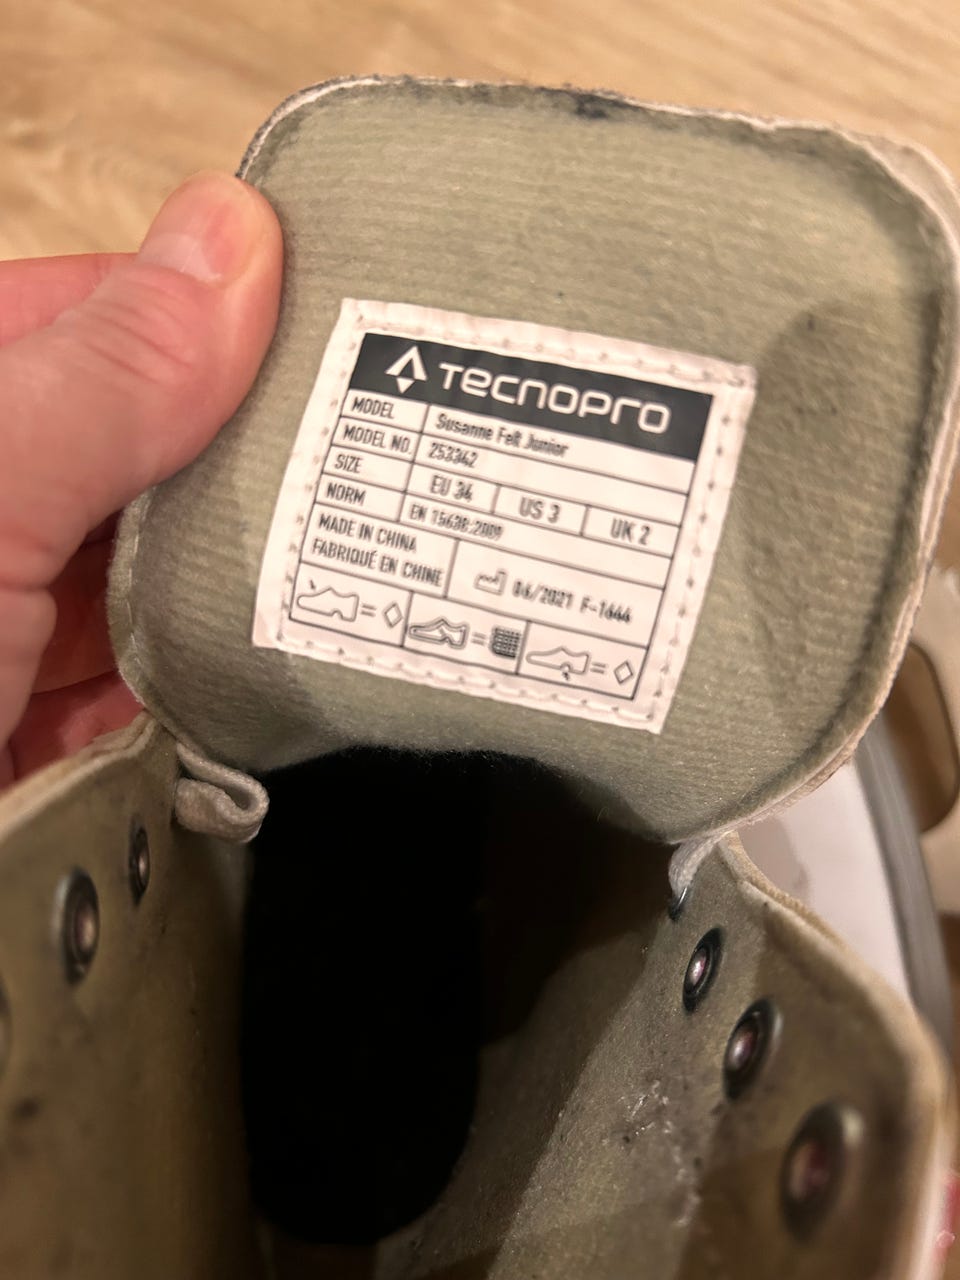 TECNOPRO
MODEL Susanne Felt Junior
MODEL NO. 253342
SIZE EU 34 US 3 UK 2
NORM EN 15638:2009
MADE IN CHINA
FABRIQUÉ EN CHINE
06/2021 F-1644